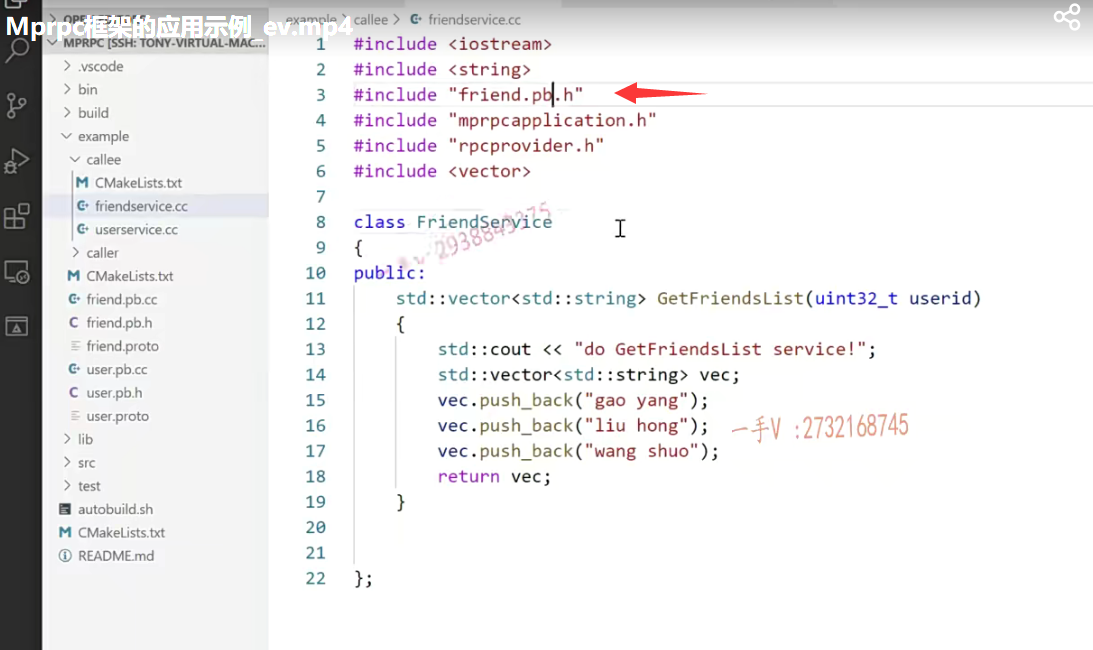 Mprpc框架的应用示例_ev.mp4
example > callee > friendservice.cc
MPRPC [SSH: TONY-VIRTUAL-MAC...
.vscode
bin
build
example
callee
CMakeLists.txt
friendservice.cc
userservice.cc
caller
CMakeLists.txt
friend.pb.cc
friend.pb.h
friend.proto
user.pb.cc
user.pb.h
user.proto
lib
src
test
autobuild.sh
CMakeLists.txt
README.md
1 #include <iostream>
2 #include <string>
3 #include "friend.pb.h"
4 #include "mprpcapplication.h"
5 #include "rpcprovider.h"
6 #include <vector>
7
8 class FriendService
9 {
10 public:
11 std::vector<std::string> GetFriendsList(uint32_t userid)
12 {
13 std::cout << "do GetFriendsList service!";
14 std::vector<std::string> vec;
15 vec.push_back("gao yang");
16 vec.push_back("liu hong");
17 vec.push_back("wang shuo");
18 return vec;
19 }
20
21
22 };
一手V :2732168745